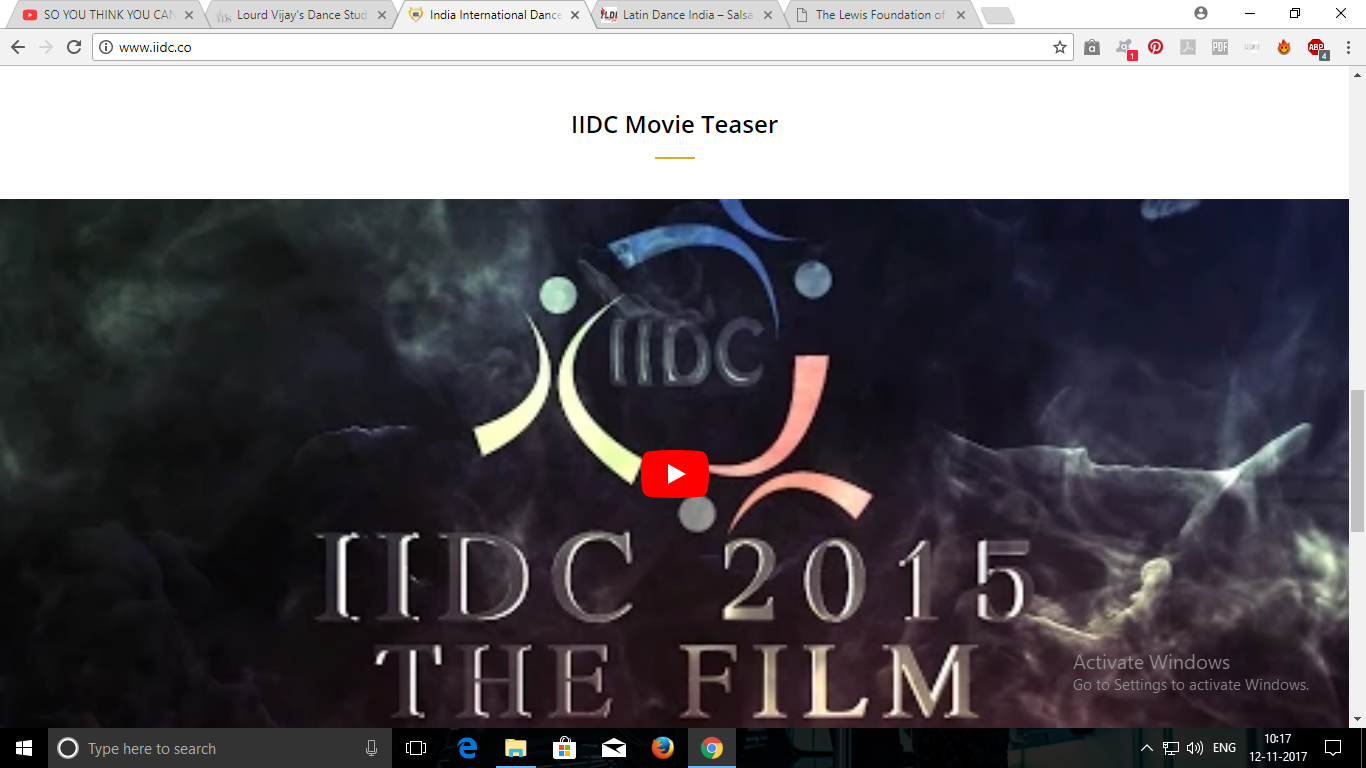 SO YOU THINK YOU CAN
Lourd Vijay's Dance Stud
India International Dance
LDI
Latin Dance India – Salsa
The Lewis Foundation of
www.iidc.co
a
1
PDF
ABP
4
IIDC Movie Teaser
IIDC
IIDC 2015
THE FILM
Activate Windows
Go to Settings to activate Windows.
Type here to search
ENG
10:17
12-11-2017